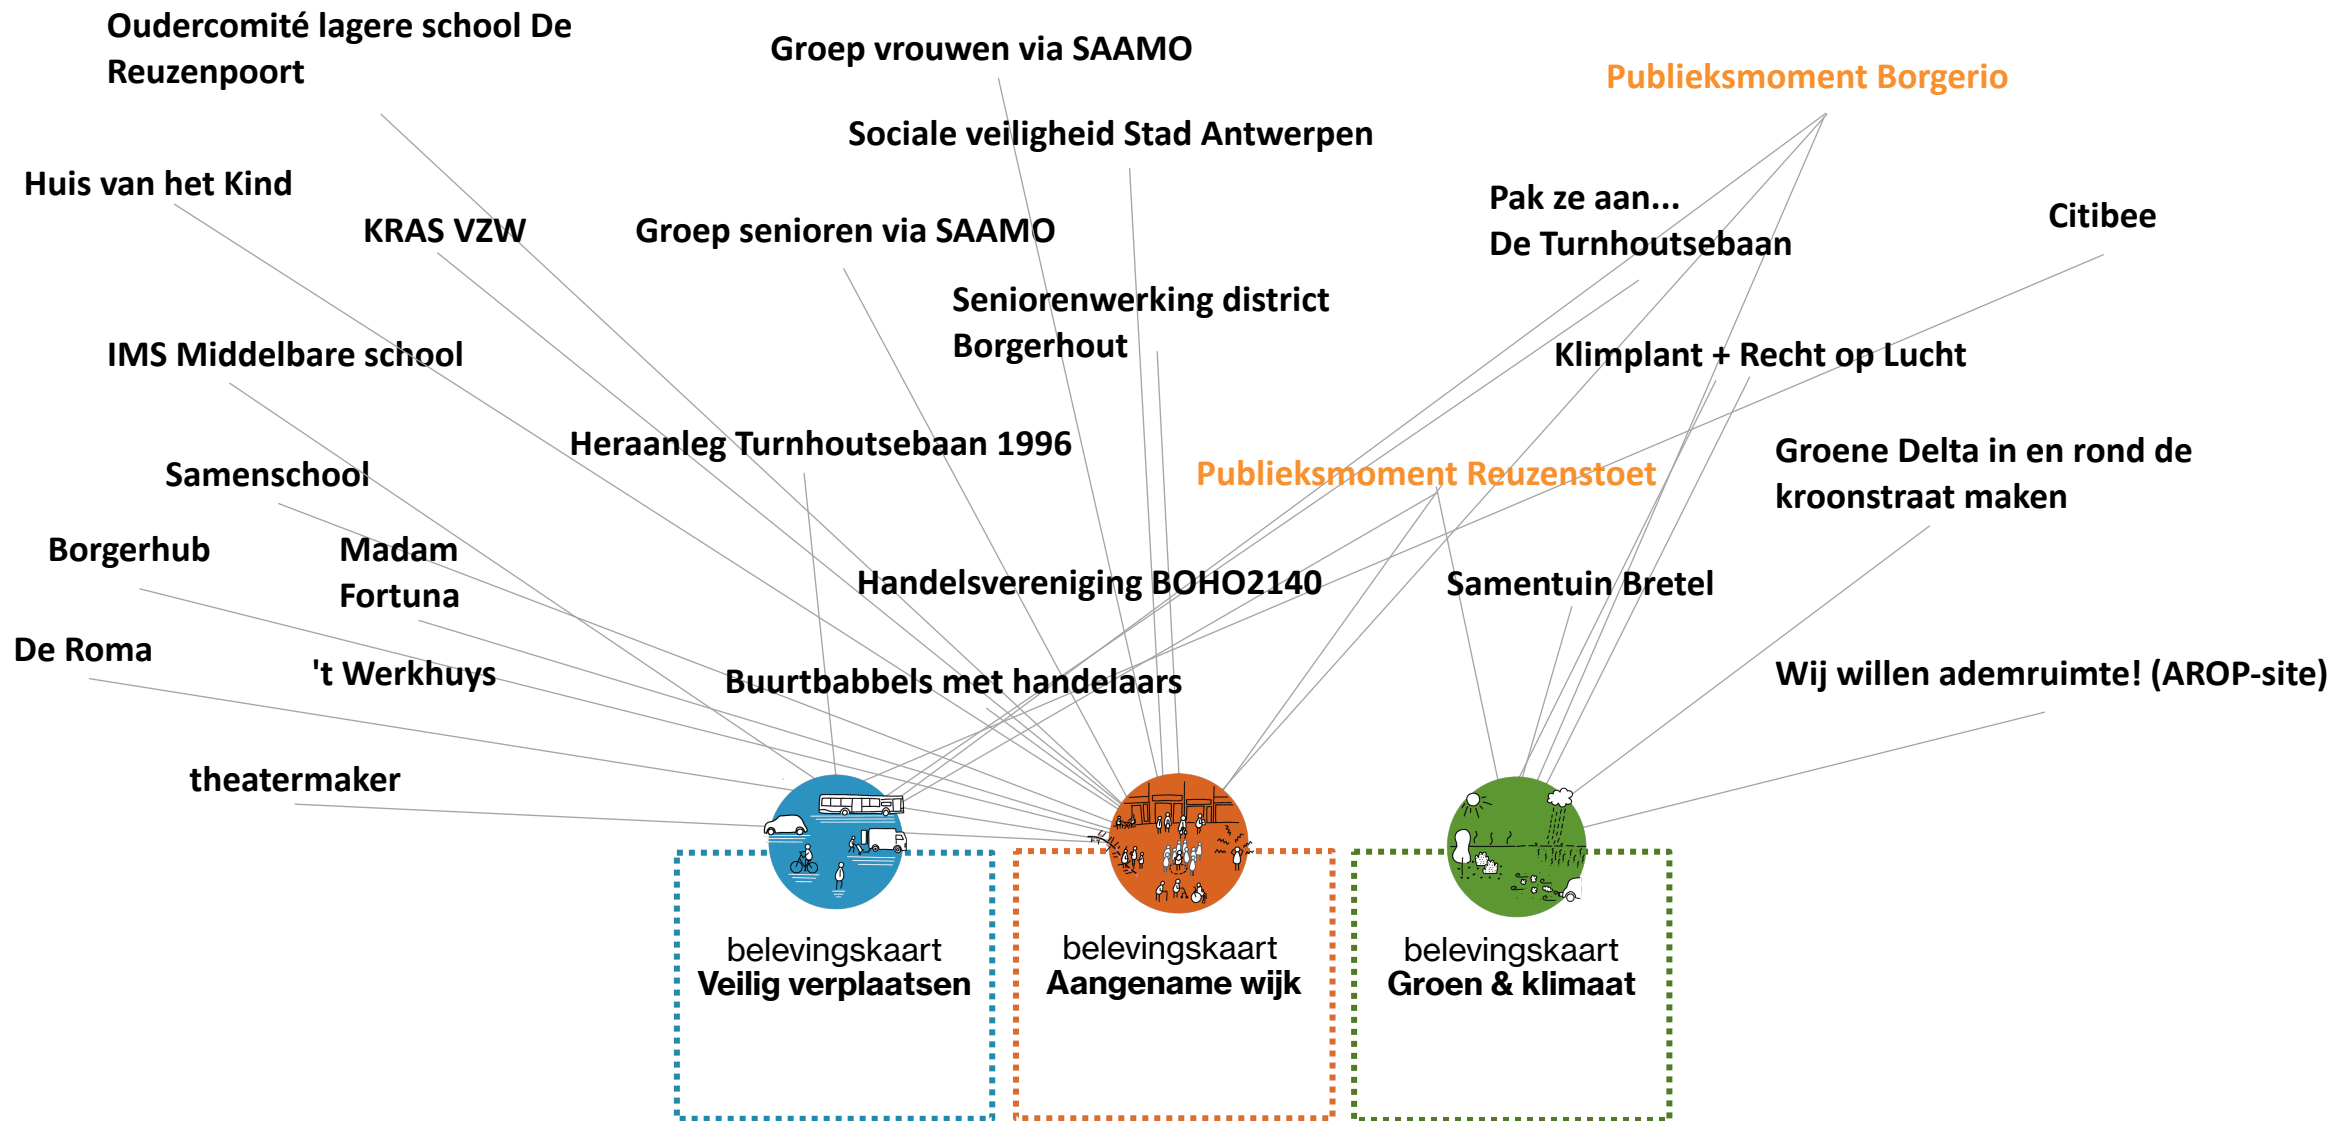 Oudercomité lagere school De
Reuzenpoort
Groep vrouwen via SAAMO
Publieksmoment Borgerio
Sociale veiligheid Stad Antwerpen
Huis van het Kind
KRAS VZW
Groep senioren via SAAMO
Pak ze aan...
De Turnhoutsebaan
Citibee
Seniorenwerking district
Borgerhout
IMS Middelbare school
Klimplant + Recht op Lucht
Heraanleg Turnhoutsebaan 1996
Samenschool
Publieksmoment Reuzenstoet
Groene Delta in en rond de
kroonstraat maken
Borgerhub
Madam
Fortuna
Handelsvereniging BOHO2140
Samentuin Bretel
De Roma
't Werkhuys
Buurtbabbels met handelaars
Wij willen ademruimte! (AROP-site)
theatermaker
belevingskaart
Veilig verplaatsen
belevingskaart
Aangename wijk
belevingskaart
Groen & klimaat